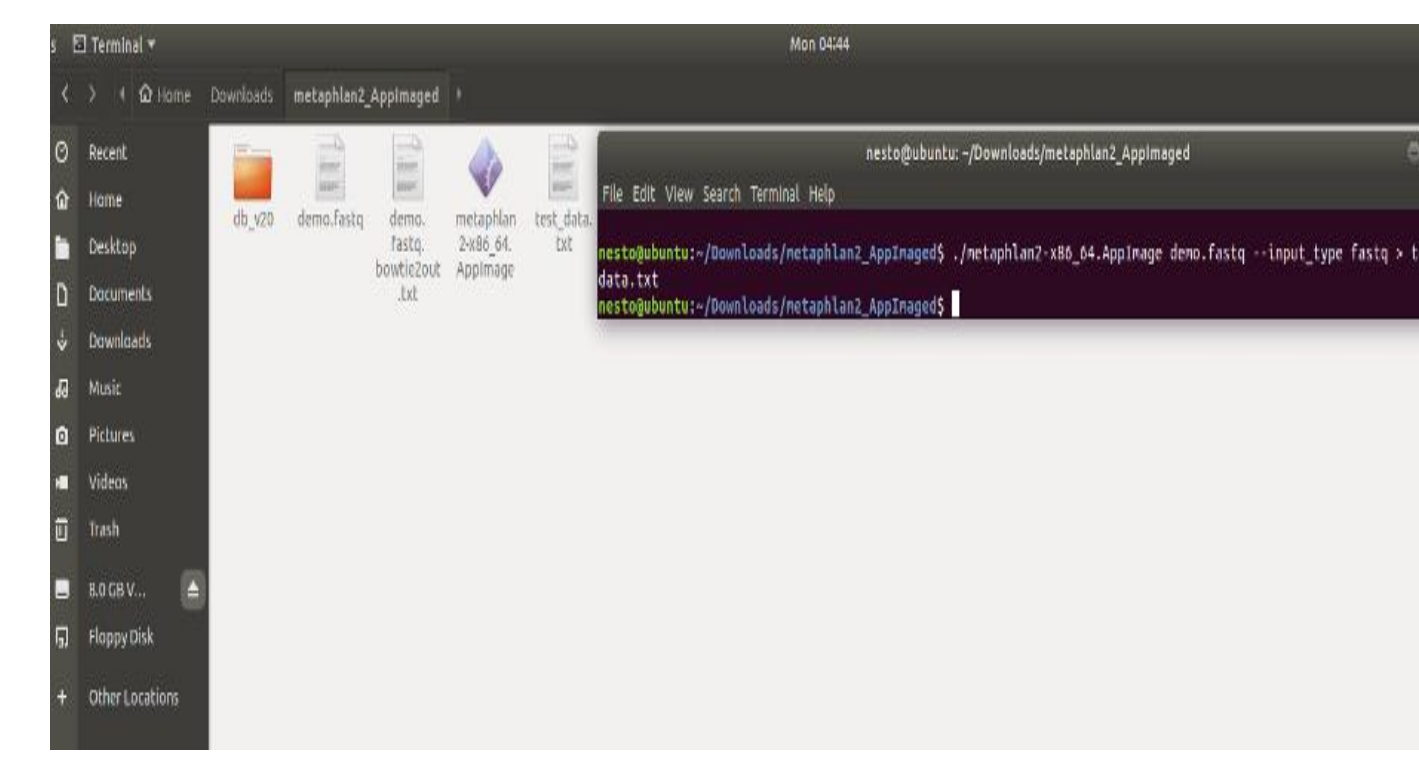 s Terminal
Mon 04:44
Home Downloads metaphlan2_AppImaged
Recent
Home
Desktop
Documents
Downloads
Music
Pictures
Videos
Trash
8.0 GB V...
Floppy Disk
+ Other Locations
db_v20
demo.fastq
demo.
fastq.
bowtie2out
.txt
metaphlan
2-x86_64.
AppImage
test_data.
txt
nesto@ubuntu: ~/Downloads/metaphlan2_AppImaged
File Edit View Search Terminal Help
nesto@ubuntu:~/Downloads/metaphlan2_AppImaged$ ./metaphlan2-x86_64.AppImage demo.fastq --input_type fastq > t
data.txt
nesto@ubuntu:~/Downloads/metaphlan2_AppImaged$